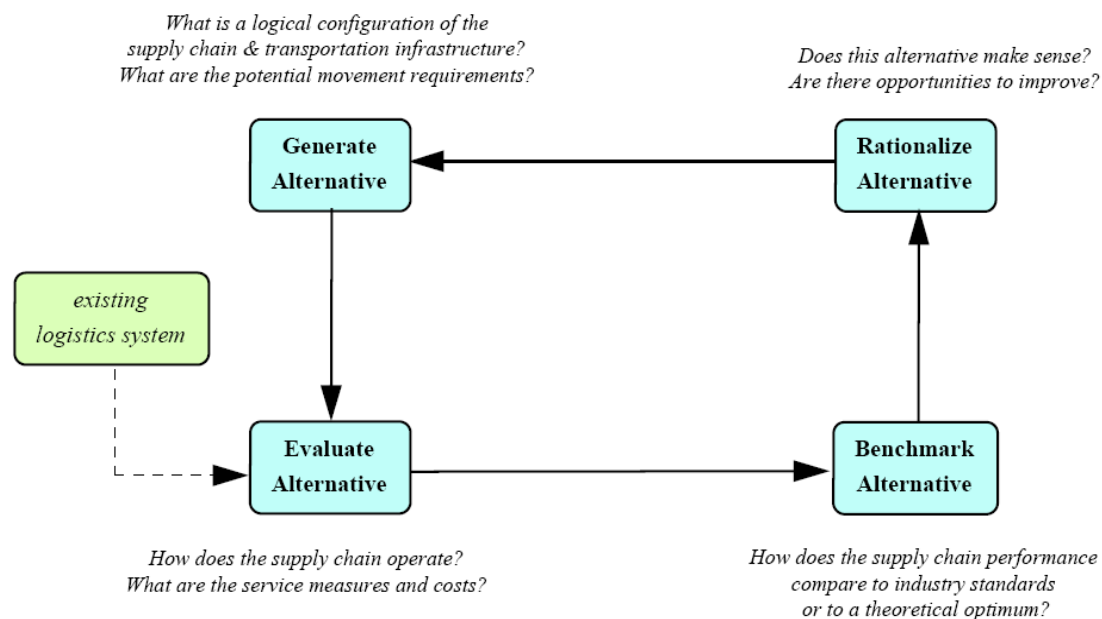 What is a logical configuration of the
supply chain & transportation infrastructure?
What are the potential movement requirements?
Does this alternative make sense?
Are there opportunities to improve?
Generate
Alternative
Rationalize
Alternative
existing
logistics system
Evaluate
Alternative
Benchmark
Alternative
How does the supply chain operate?
What are the service measures and costs?
How does the supply chain performance
compare to industry standards
or to a theoretical optimum?